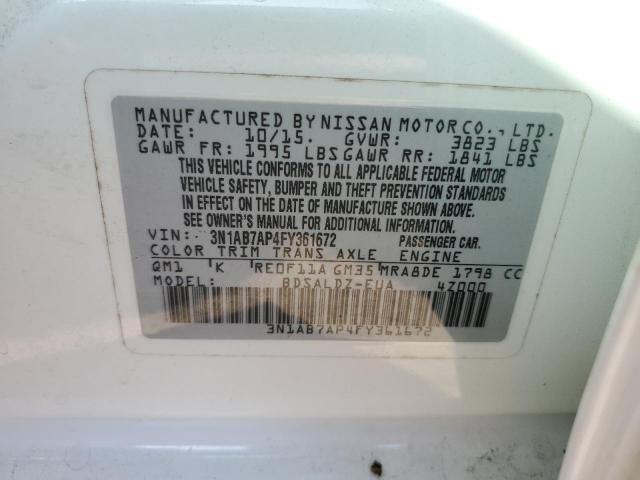 MANUFACTURED BY NISSAN MOTOR CO., LTD.
DATE: 10/15. GVWR: 3823 LBS
GAWR FR: 1995 LBS GAWR RR: 1841 LBS
THIS VEHICLE CONFORMS TO ALL APPLICABLE FEDERAL MOTOR
VEHICLE SAFETY, BUMPER AND THEFT PREVENTION STANDARDS
IN EFFECT ON THE DATE OF MANUFACTURE SHOWN ABOVE.
SEE OWNER'S MANUAL FOR ADDITIONAL INFORMATION.
VIN: 3N1AB7AP4FY361672 PASSENGER CAR.
COLOR TRIM TRANS AXLE ENGINE
QM1 K RE0F11A GM35 MRA8DE 1798 CC
MODEL: BDSALDZ-EUA 4Z000
3N1AB7AP4FY361672